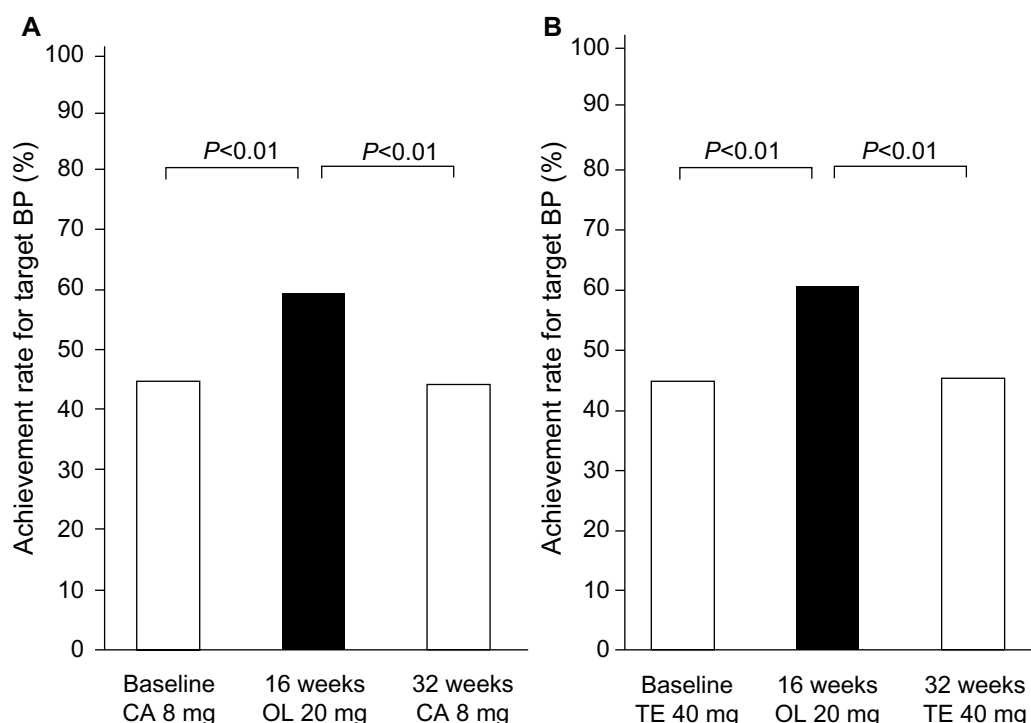 A
Achievement rate for target BP (%)
100
90
80
70
60
50
40
30
20
10
0
P<0.01
P<0.01
Baseline
CA 8 mg
16 weeks
OL 20 mg
32 weeks
CA 8 mg
B
Achievement rate for target BP (%)
100
90
80
70
60
50
40
30
20
10
0
P<0.01
P<0.01
Baseline
TE 40 mg
16 weeks
OL 20 mg
32 weeks
TE 40 mg